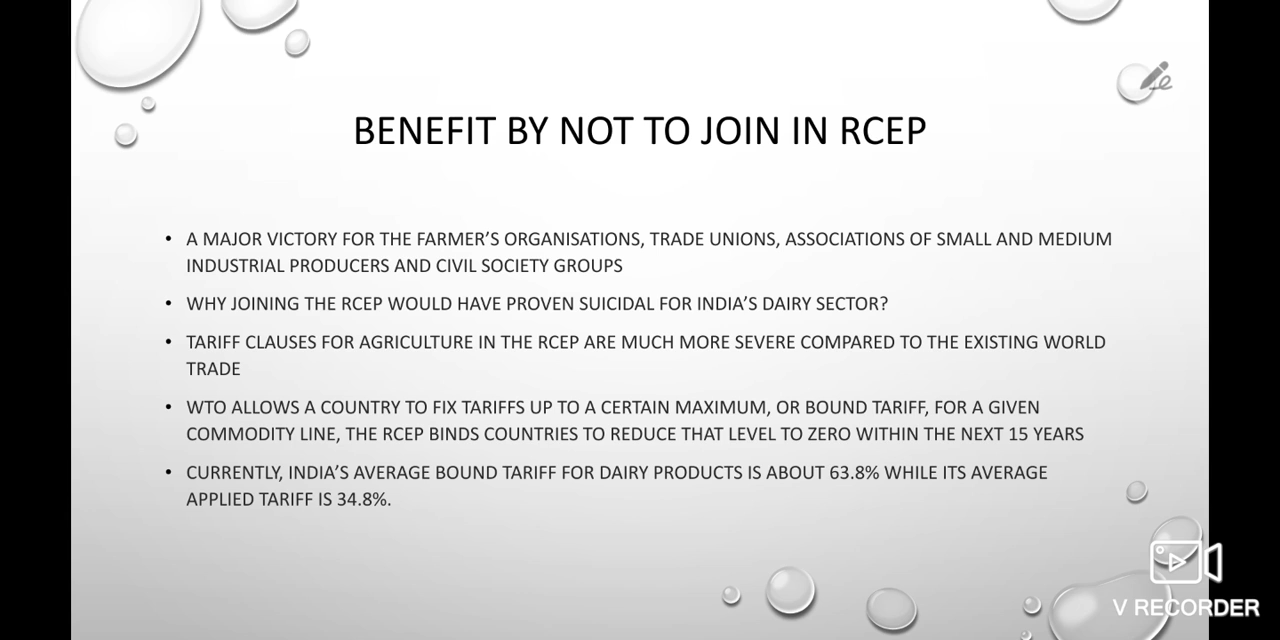 BENEFIT BY NOT TO JOIN IN RCEP
• A MAJOR VICTORY FOR THE FARMER’S ORGANISATIONS, TRADE UNIONS, ASSOCIATIONS OF SMALL AND MEDIUM
INDUSTRIAL PRODUCERS AND CIVIL SOCIETY GROUPS
• WHY JOINING THE RCEP WOULD HAVE PROVEN SUICIDAL FOR INDIA’S DAIRY SECTOR?
• TARIFF CLAUSES FOR AGRICULTURE IN THE RCEP ARE MUCH MORE SEVERE COMPARED TO THE EXISTING WORLD
TRADE
• WTO ALLOWS A COUNTRY TO FIX TARIFFS UP TO A CERTAIN MAXIMUM, OR BOUND TARIFF, FOR A GIVEN
COMMODITY LINE, THE RCEP BINDS COUNTRIES TO REDUCE THAT LEVEL TO ZERO WITHIN THE NEXT 15 YEARS
• CURRENTLY, INDIA’S AVERAGE BOUND TARIFF FOR DAIRY PRODUCTS IS ABOUT 63.8% WHILE ITS AVERAGE
APPLIED TARIFF IS 34.8%.
V RECORDER